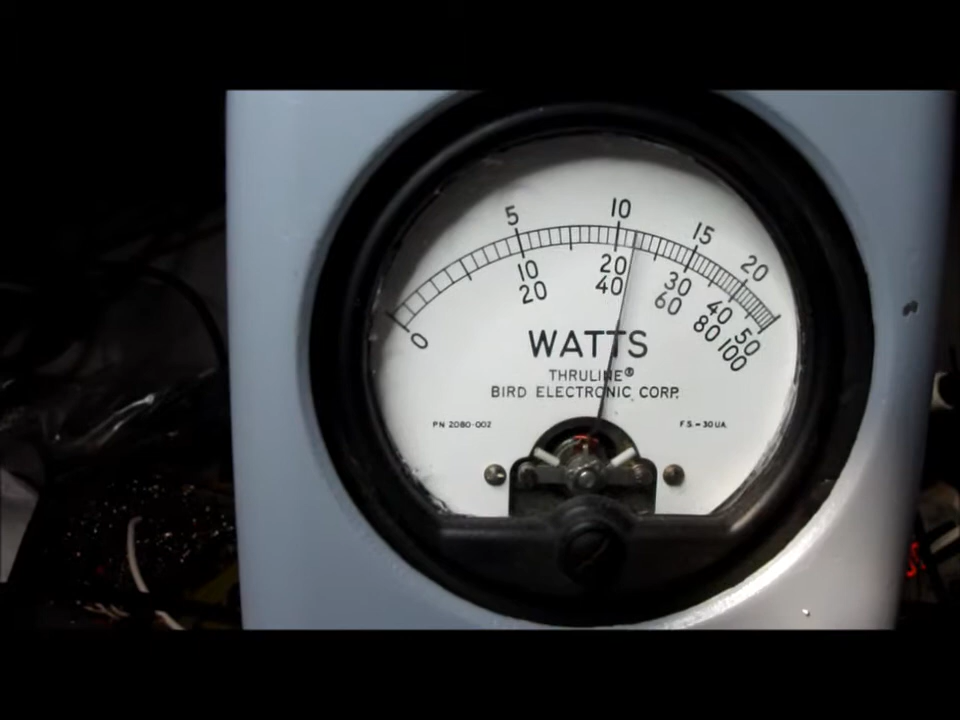 5 10 15 20
0 10 20 30 40 50
20 40 60 80 100
WATTS
THRULINE®
BIRD ELECTRONIC CORP.
PN 2080-002 F.S.=30UA.